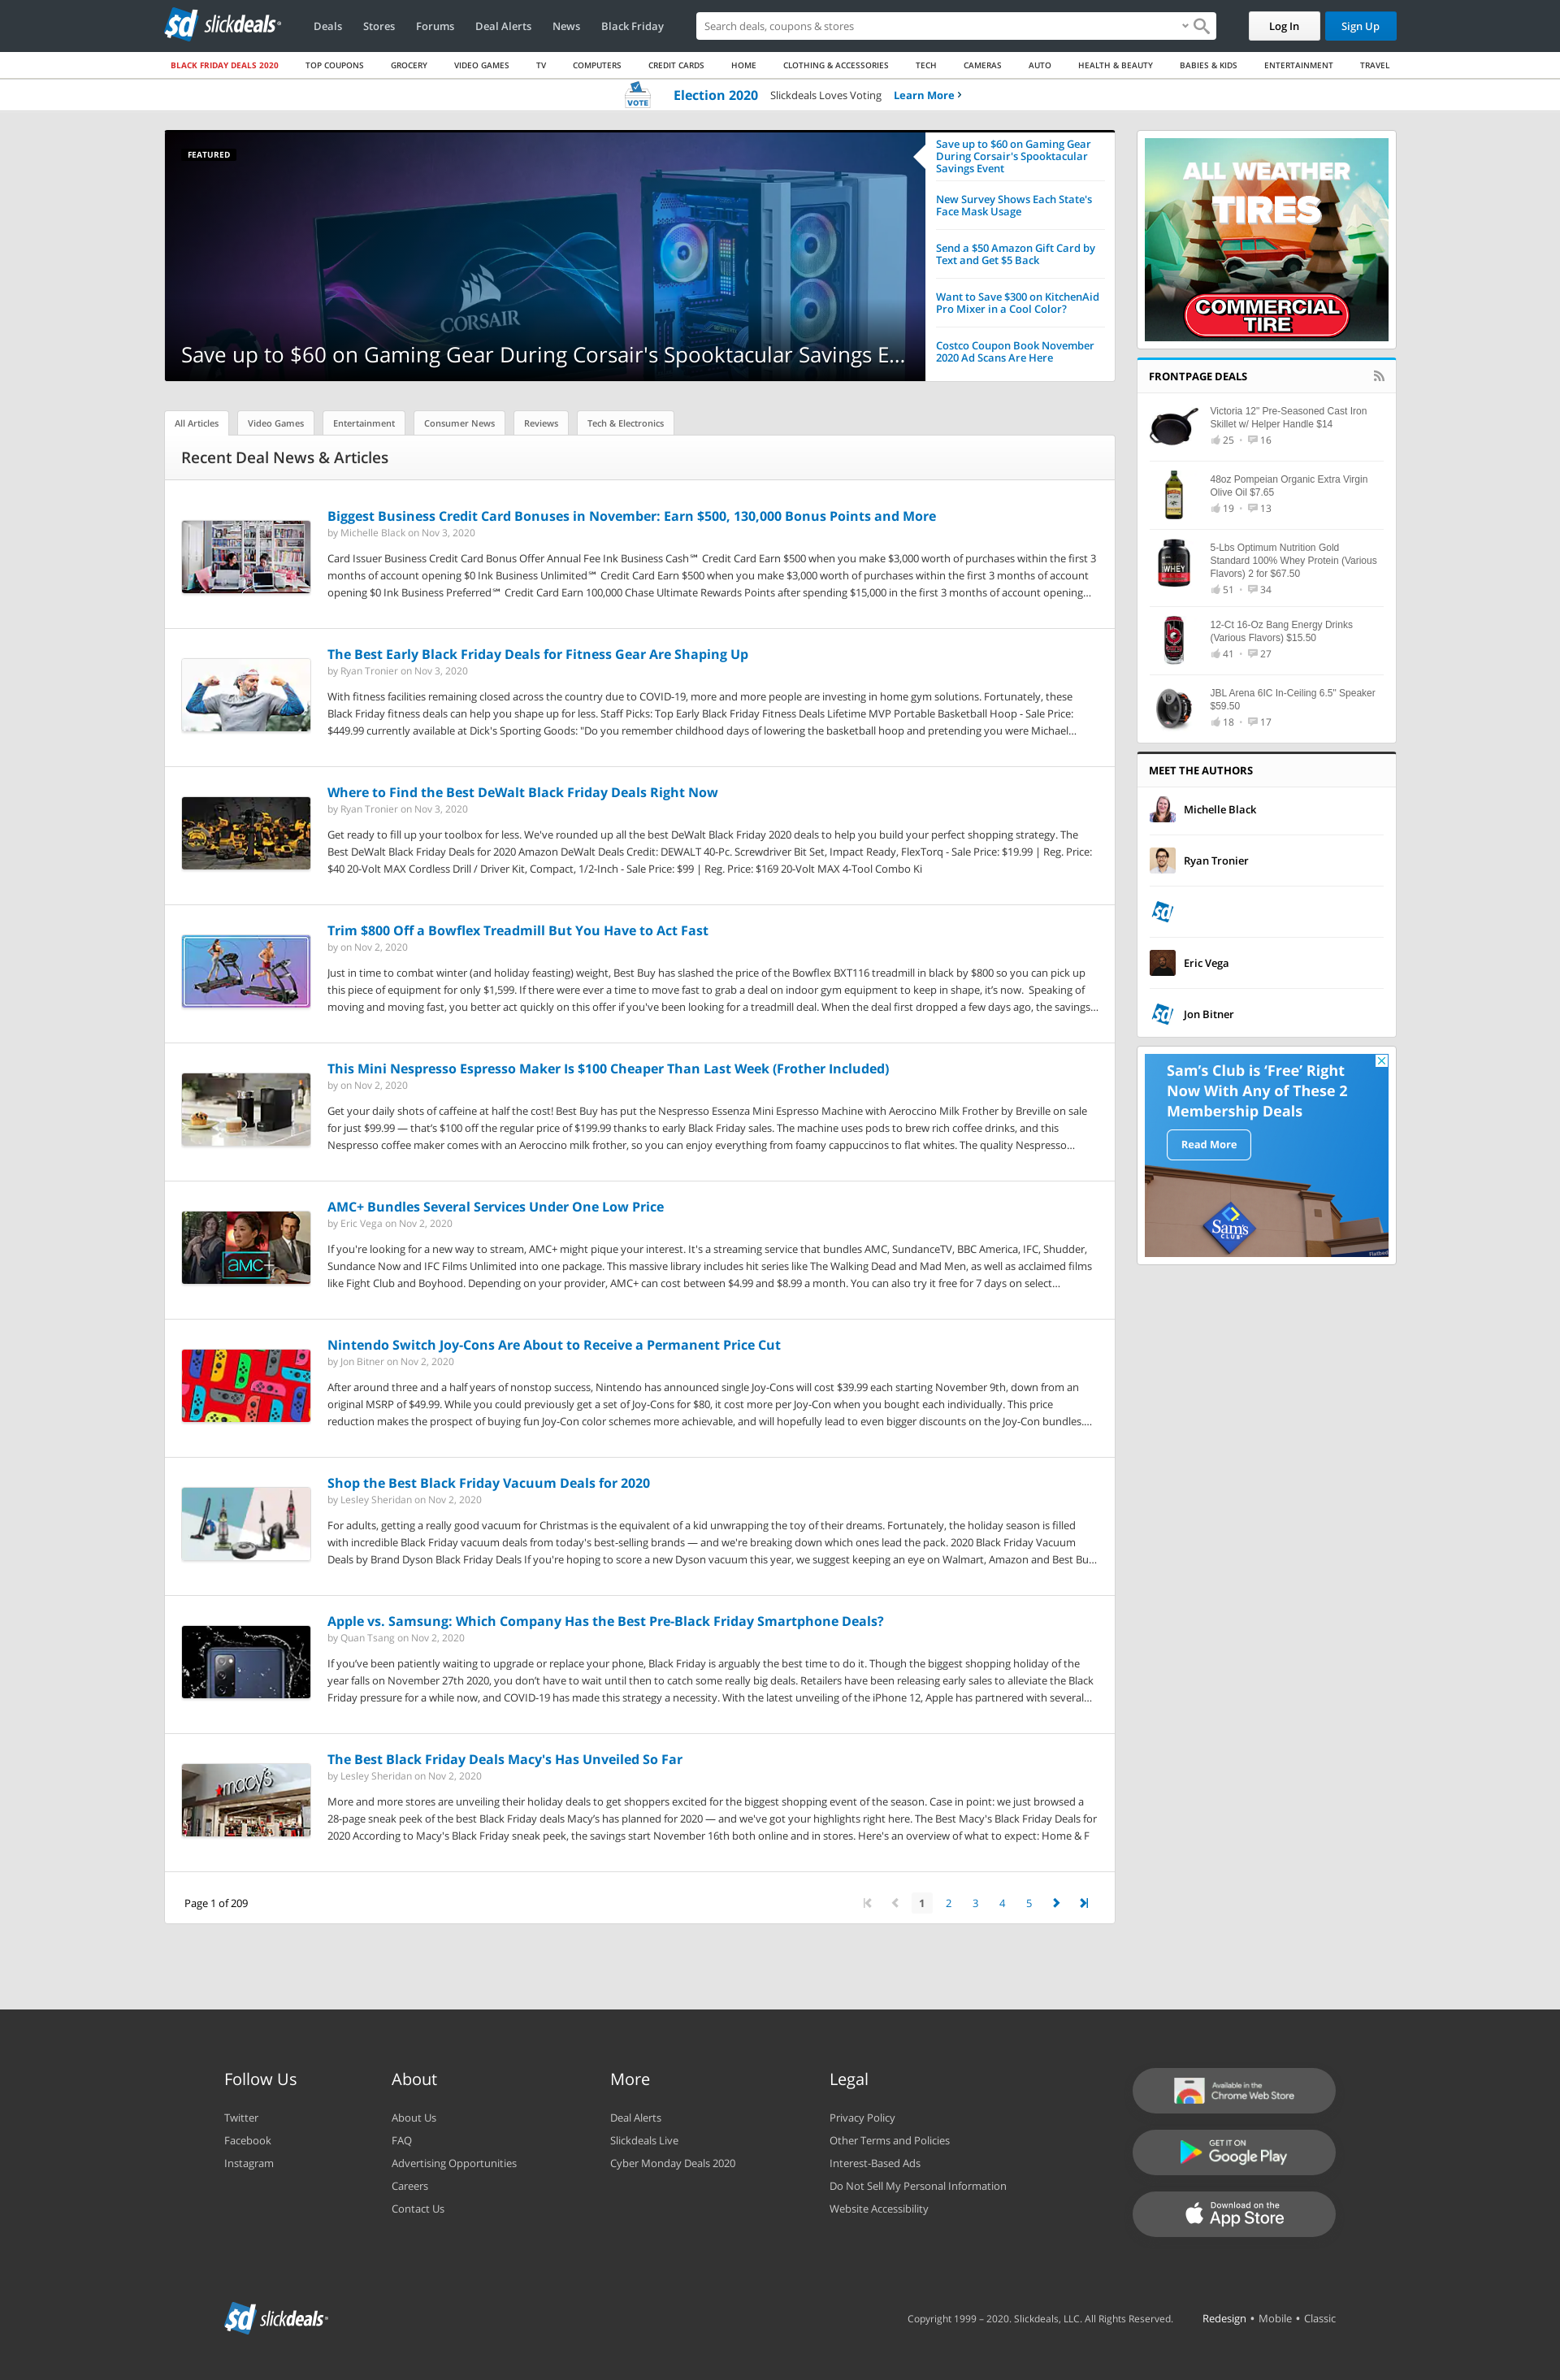 sd slickdeals
Deals Stores Forums Deal Alerts News Black Friday
Search deals, coupons & stores
Log In Sign Up
BLACK FRIDAY DEALS 2020 TOP COUPONS GROCERY VIDEO GAMES TV COMPUTERS CREDIT CARDS HOME CLOTHING & ACCESSORIES TECH CAMERAS AUTO HEALTH & BEAUTY BABIES & KIDS ENTERTAINMENT TRAVEL
VOTE Election 2020 Slickdeals Loves Voting Learn More
FEATURED
CORSAIR
Save up to $60 on Gaming Gear During Corsair's Spooktacular Savings E...
Save up to $60 on Gaming Gear
During Corsair's Spooktacular
Savings Event
New Survey Shows Each State's
Face Mask Usage
Send a $50 Amazon Gift Card by
Text and Get $5 Back
Want to Save $300 on KitchenAid
Pro Mixer in a Cool Color?
Costco Coupon Book November
2020 Ad Scans Are Here
All Articles Video Games Entertainment Consumer News Reviews Tech & Electronics
Recent Deal News & Articles
Biggest Business Credit Card Bonuses in November: Earn $500, 130,000 Bonus Points and More
by Michelle Black on Nov 3, 2020
Card Issuer Business Credit Card Bonus Offer Annual Fee Ink Business Cash℠ Credit Card Earn $500 when you make $3,000 worth of purchases within the first 3
months of account opening $0 Ink Business Unlimited℠ Credit Card Earn $500 when you make $3,000 worth of purchases within the first 3 months of account
opening $0 Ink Business Preferred℠ Credit Card Earn 100,000 Chase Ultimate Rewards Points after spending $15,000 in the first 3 months of account opening...
The Best Early Black Friday Deals for Fitness Gear Are Shaping Up
by Ryan Tronier on Nov 3, 2020
With fitness facilities remaining closed across the country due to COVID-19, more and more people are investing in home gym solutions. Fortunately, these
Black Friday fitness deals can help you shape up for less. Staff Picks: Top Early Black Friday Fitness Deals Lifetime MVP Portable Basketball Hoop - Sale Price:
$449.99 currently available at Dick's Sporting Goods: "Do you remember childhood days of lowering the basketball hoop and pretending you were Michael...
Where to Find the Best DeWalt Black Friday Deals Right Now
by Ryan Tronier on Nov 3, 2020
Get ready to fill up your toolbox for less. We've rounded up all the best DeWalt Black Friday 2020 deals to help you build your perfect shopping strategy. The
Best DeWalt Black Friday Deals for 2020 Amazon DeWalt Deals Credit: DEWALT 40-Pc. Screwdriver Bit Set, Impact Ready, FlexTorq - Sale Price: $19.99 | Reg. Price:
$40 20-Volt MAX Cordless Drill / Driver Kit, Compact, 1/2-Inch - Sale Price: $99 | Reg. Price: $169 20-Volt MAX 4-Tool Combo Ki
Trim $800 Off a Bowflex Treadmill But You Have to Act Fast
by on Nov 2, 2020
Just in time to combat winter (and holiday feasting) weight, Best Buy has slashed the price of the Bowflex BXT116 treadmill in black by $800 so you can pick up
this piece of equipment for only $1,599. If there were ever a time to move fast to grab a deal on indoor gym equipment to keep in shape, it’s now. Speaking of
moving and moving fast, you better act quickly on this offer if you've been looking for a treadmill deal. When the deal first dropped a few days ago, the savings...
This Mini Nespresso Espresso Maker Is $100 Cheaper Than Last Week (Frother Included)
by on Nov 2, 2020
Get your daily shots of caffeine at half the cost! Best Buy has put the Nespresso Essenza Mini Espresso Machine with Aeroccino Milk Frother by Breville on sale
for just $99.99 — that’s $100 off the regular price of $199.99 thanks to early Black Friday sales. The machine uses pods to brew rich coffee drinks, and this
Nespresso coffee maker comes with an Aeroccino milk frother, so you can enjoy everything from foamy cappuccinos to flat whites. The quality Nespresso...
AMC+
AMC+ Bundles Several Services Under One Low Price
by Eric Vega on Nov 2, 2020
If you're looking for a new way to stream, AMC+ might pique your interest. It's a streaming service that bundles AMC, SundanceTV, BBC America, IFC, Shudder,
Sundance Now and IFC Films Unlimited into one package. This massive library includes hit series like The Walking Dead and Mad Men, as well as acclaimed films
like Fight Club and Boyhood. Depending on your provider, AMC+ can cost between $4.99 and $8.99 a month. You can also try it free for 7 days on select...
Nintendo Switch Joy-Cons Are About to Receive a Permanent Price Cut
by Jon Bitner on Nov 2, 2020
After around three and a half years of nonstop success, Nintendo has announced single Joy-Cons will cost $39.99 each starting November 9th, down from an
original MSRP of $49.99. While you could previously get a set of Joy-Cons for $80, it cost more per Joy-Con when you bought each individually. This price
reduction makes the prospect of buying fun Joy-Con color schemes more achievable, and will hopefully lead to even bigger discounts on the Joy-Con bundles....
Shop the Best Black Friday Vacuum Deals for 2020
by Lesley Sheridan on Nov 2, 2020
For adults, getting a really good vacuum for Christmas is the equivalent of a kid unwrapping the toy of their dreams. Fortunately, the holiday season is filled
with incredible Black Friday vacuum deals from today's best-selling brands — and we're breaking down which ones lead the pack. 2020 Black Friday Vacuum
Deals by Brand Dyson Black Friday Deals If you're hoping to score a new Dyson vacuum this year, we suggest keeping an eye on Walmart, Amazon and Best Bu...
Apple vs. Samsung: Which Company Has the Best Pre-Black Friday Smartphone Deals?
by Quan Tsang on Nov 2, 2020
If you’ve been patiently waiting to upgrade or replace your phone, Black Friday is arguably the best time to do it. Though the biggest shopping holiday of the
year falls on November 27th 2020, you don’t have to wait until then to catch some really big deals. Retailers have been releasing early sales to alleviate the Black
Friday pressure for a while now, and COVID-19 has made this strategy a necessity. With the latest unveiling of the iPhone 12, Apple has partnered with several...
macy's
The Best Black Friday Deals Macy's Has Unveiled So Far
by Lesley Sheridan on Nov 2, 2020
More and more stores are unveiling their holiday deals to get shoppers excited for the biggest shopping event of the season. Case in point: we just browsed a
28-page sneak peek of the best Black Friday deals Macy’s has planned for 2020 — and we've got your highlights right here. The Best Macy's Black Friday Deals for
2020 According to Macy's Black Friday sneak peek, the savings start November 16th both online and in stores. Here's an overview of what to expect: Home & F
Page 1 of 209
1 2 3 4 5
ALL WEATHER
TIRES
COMMERCIAL
TIRE
FRONTPAGE DEALS
Victoria 12" Pre-Seasoned Cast Iron
Skillet w/ Helper Handle $14
25 • 16
48oz Pompeian Organic Extra Virgin
Olive Oil $7.65
19 • 13
WHEY
5-Lbs Optimum Nutrition Gold
Standard 100% Whey Protein (Various
Flavors) 2 for $67.50
51 • 34
12-Ct 16-Oz Bang Energy Drinks
(Various Flavors) $15.50
41 • 27
JBL Arena 6IC In-Ceiling 6.5" Speaker
$59.50
18 • 17
MEET THE AUTHORS
Michelle Black
Ryan Tronier
sd
Eric Vega
sd Jon Bitner
Sam’s Club is ‘Free’ Right
Now With Any of These 2
Membership Deals
Read More
Sam's
CLUB
Follow Us
Twitter
Facebook
Instagram
About
About Us
FAQ
Advertising Opportunities
Careers
Contact Us
More
Deal Alerts
Slickdeals Live
Cyber Monday Deals 2020
Legal
Privacy Policy
Other Terms and Policies
Interest-Based Ads
Do Not Sell My Personal Information
Website Accessibility
Available in the
Chrome Web Store
GET IT ON
Google Play
Download on the
App Store
sd slickdeals
Copyright 1999 – 2020. Slickdeals, LLC. All Rights Reserved. Redesign • Mobile • Classic